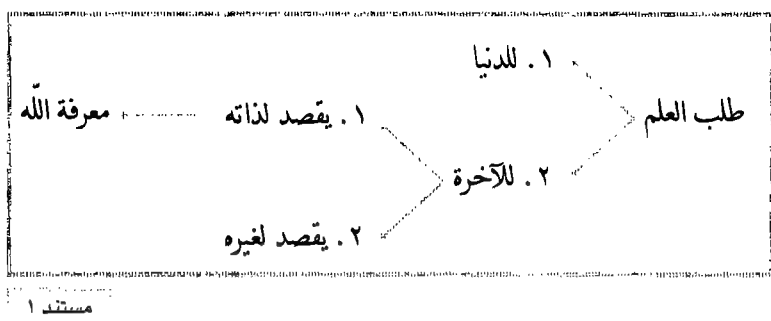 ١. للدنيا
طلب العلم
١. يقصد لذاته
معرفة الله
٢. للآخرة
٢. يقصد لغيره
مستند ١